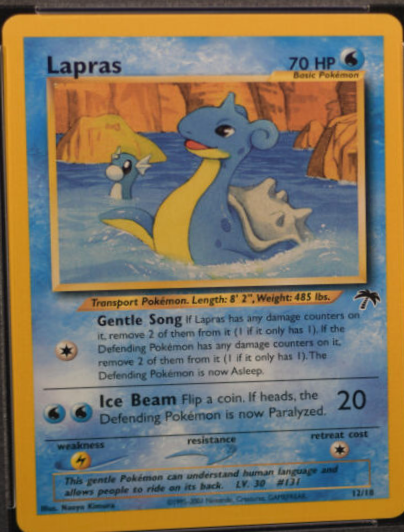 Lapras
70 HP
Basic Pokémon
Transport Pokémon. Length: 8' 2", Weight: 485 lbs.
Gentle Song If Lapras has any damage counters on
it, remove 2 of them from it (1 if it only has 1). If the
Defending Pokémon has any damage counters on it,
remove 2 of them from it (1 if it only has 1). The
Defending Pokémon is now Asleep.
Ice Beam Flip a coin. If heads, the
Defending Pokémon is now Paralyzed.
20
weakness
resistance
retreat cost
This gentle Pokémon can understand human language and
allows people to ride on its back. LV. 30 #131
Illus. Naoyo Kimura
Nintendo, Creatures, GAMEFREAK
12/18